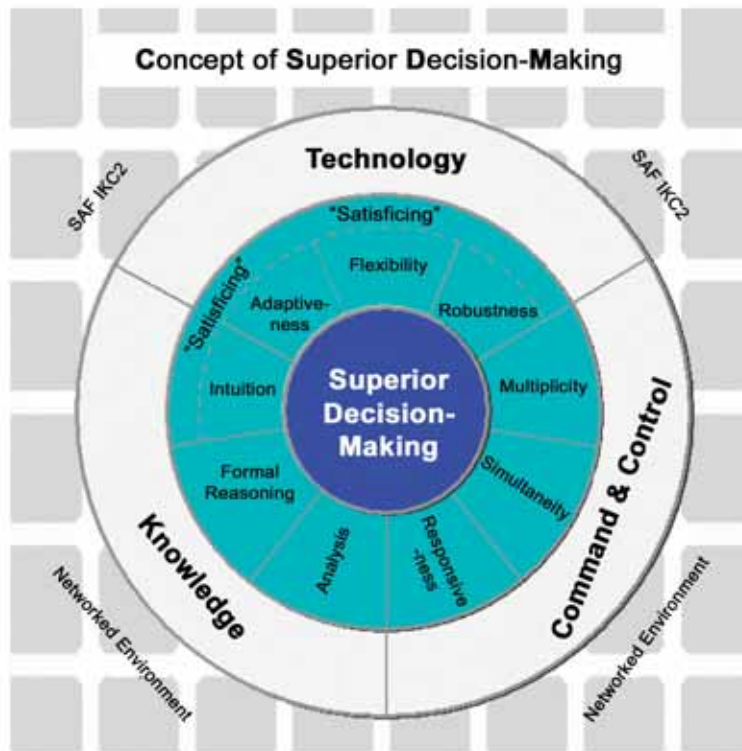 Concept of Superior Decision-Making
SAF IKC2
SAF IKC2
Technology
"Satisficing"
"Satisficing"
Flexibility
Adaptive-
ness
Robustness
Intuition
Multiplicity
Superior
Decision-
Making
Formal
Reasoning
Simultaneity
Analysis
Responsive
-ness
Knowledge
Command & Control
Networked Environment
Networked Environment